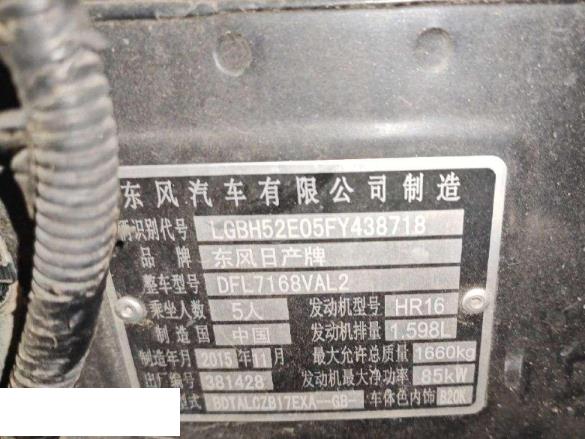 东风汽车有限公司制造
识别代号 LGBH52E05FY438718
品牌 东风日产牌
整车型号 DFL7168VAL2
乘坐人数 5人 发动机型号 HR16
制造国 中国 发动机排量 1.598L
制造年月 2015年11月 最大允许总质量 1660kg
出厂编号 381428 发动机最大净功率 85kW
型式 BDTALCZB17EXA--GB- 车体色内饰 B20K